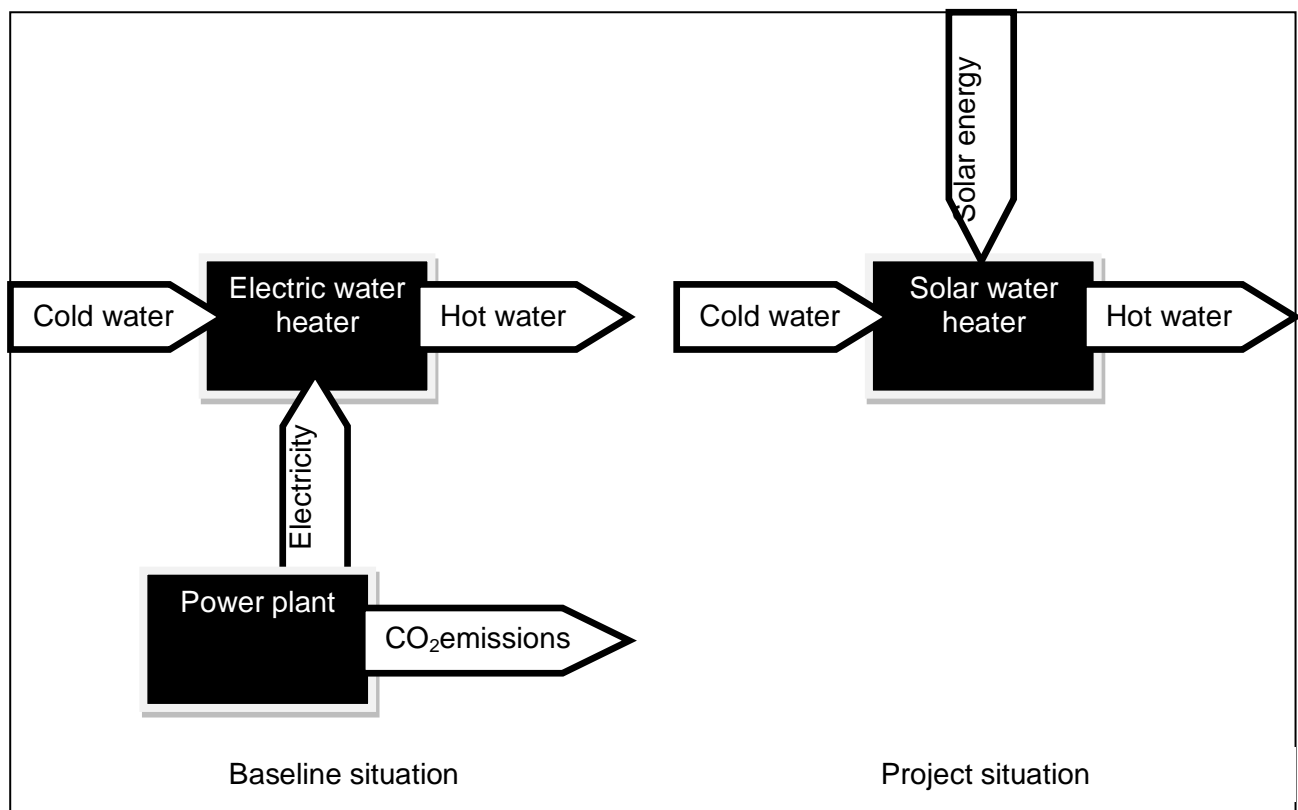 Solar energy
Cold water
Electric water
heater
Hot water
Cold water
Solar water
heater
Hot water
Electricity
Power plant
CO₂emissions
Baseline situation
Project situation